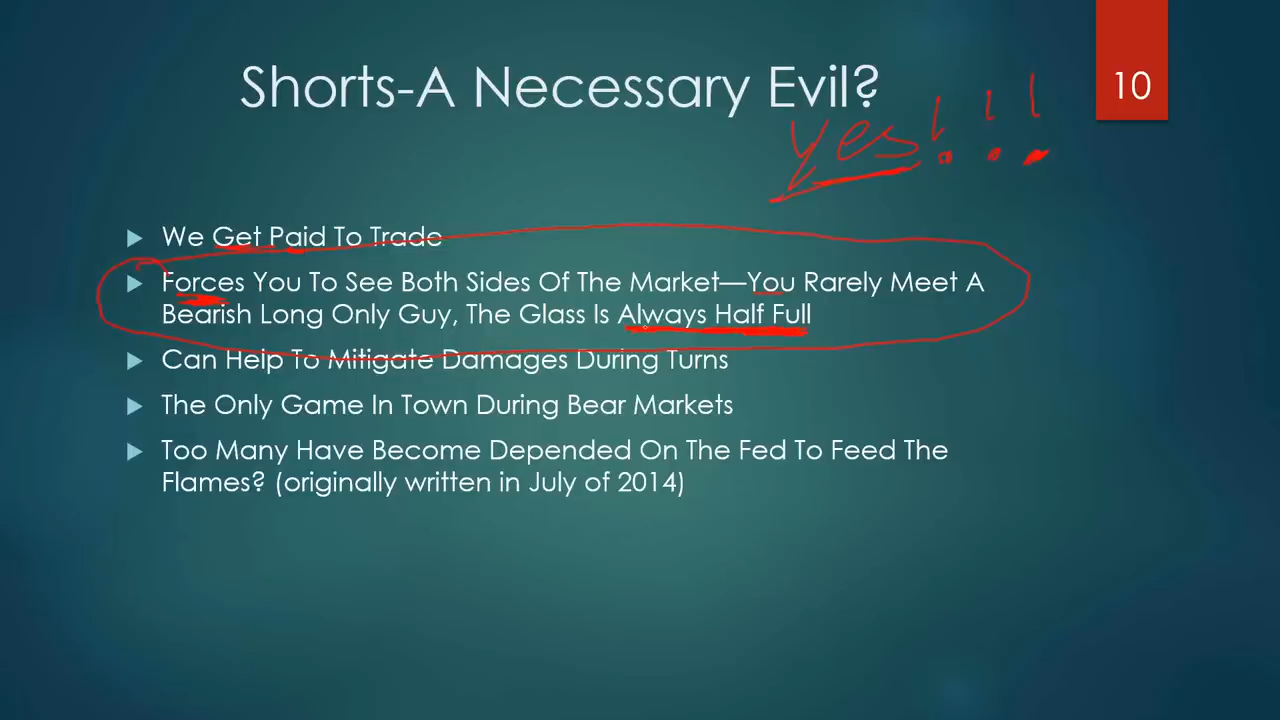 Shorts-A Necessary Evil?
10
yes!!!
We Get Paid To Trade
Forces You To See Both Sides Of The Market—You Rarely Meet A
Bearish Long Only Guy, The Glass Is Always Half Full
Can Help To Mitigate Damages During Turns
The Only Game In Town During Bear Markets
Too Many Have Become Depended On The Fed To Feed The
Flames? (originally written in July of 2014)